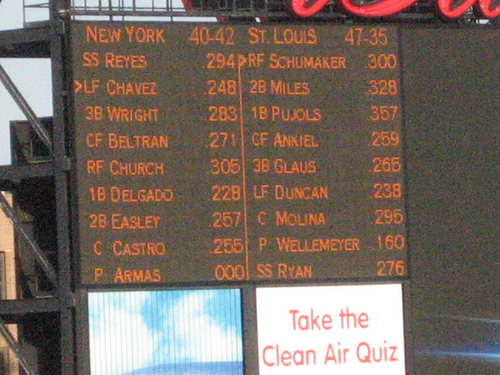 NEW YORK 40-42 ST. LOUIS 47-35
SS REYES 294 >RF SCHUMAKER 300
>LF CHAVEZ 248 2B MILES .328
3B WRIGHT .283 1B PUJOLS .357
CF BELTRAN .271 CF ANKIEL .259
RF CHURCH .305 3B GLAUS .265
1B DELGADO .228 LF DUNCAN .238
2B EASLEY .257 C MOLINA .295
C CASTRO .255 P WELLEMEYER .160
P ARMAS .000 SS RYAN .276
Take the
Clean Air Quiz